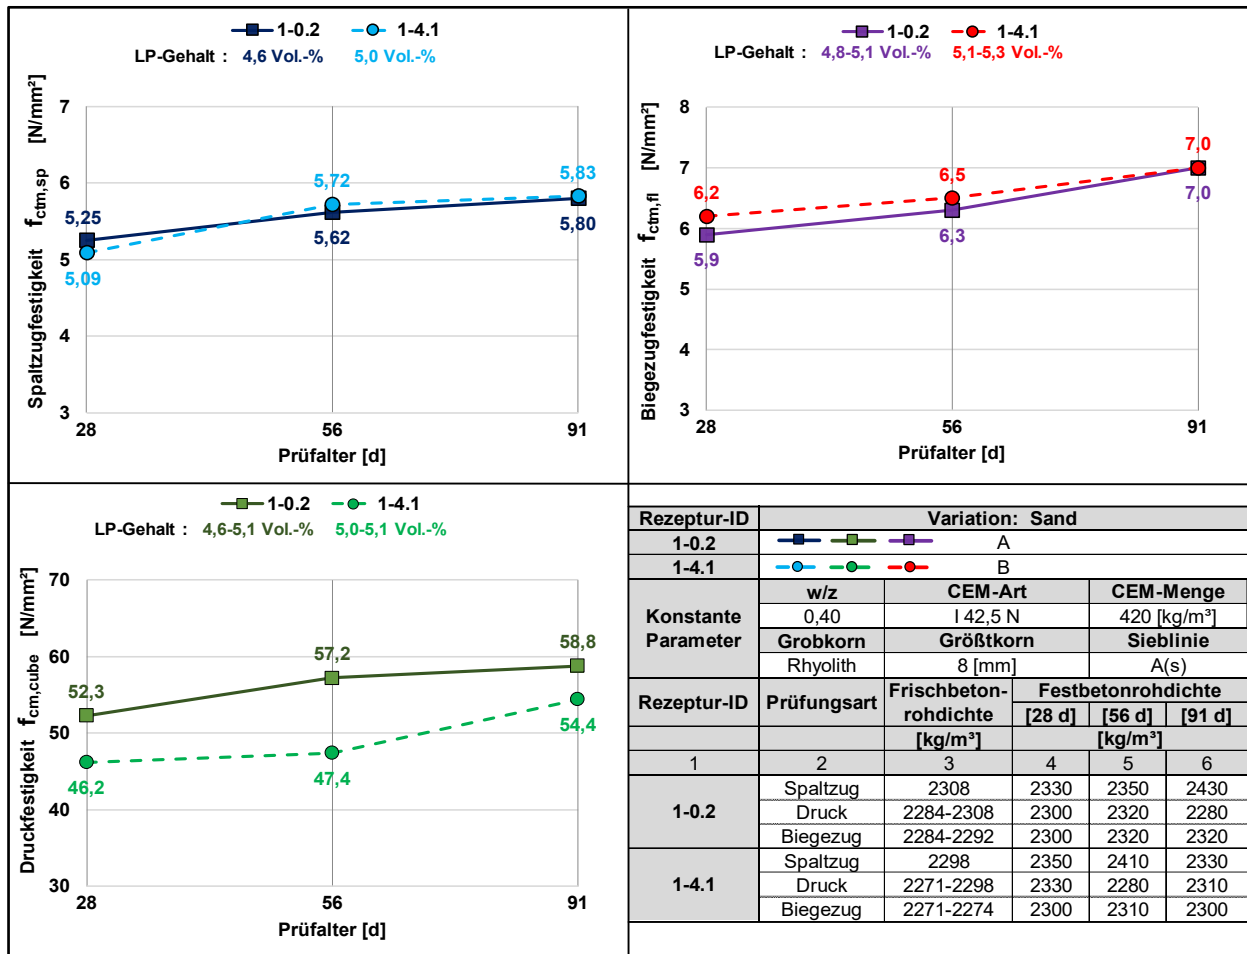 1-0.2 1-4.1
LP-Gehalt : 4,6 Vol.-% 5,0 Vol.-%
Spaltzugfestigkeit f_ctm,sp [N/mm²]
7
6
5
4
3
5,25
5,09
5,72
5,62
5,83
5,80
28 56 91
Prüfalter [d]
1-0.2 1-4.1
LP-Gehalt : 4,8-5,1 Vol.-% 5,1-5,3 Vol.-%
Biegezugfestigkeit f_ctm,fl [N/mm²]
8
7
6
5
4
3
6,2
5,9
6,5
6,3
7,0
7,0
28 56 91
Prüfalter [d]
1-0.2 1-4.1
LP-Gehalt : 4,6-5,1 Vol.-% 5,0-5,1 Vol.-%
Druckfestigkeit f_cm,cube [N/mm²]
70
60
50
40
30
52,3
46,2
57,2
47,4
58,8
54,4
28 56 91
Prüfalter [d]
Rezeptur-ID Variation: Sand
1-0.2 A
1-4.1 B
Konstante Parameter w/z CEM-Art CEM-Menge
0,40 I 42,5 N 420 [kg/m³]
Grobkorn Größtkorn Sieblinie
Rhyolith 8 [mm] A(s)
Rezeptur-ID Prüfungsart Frischbeton-rohdichte Festbetonrohdichte
[28 d] [56 d] [91 d]
[kg/m³] [kg/m³]
1 2 3 4 5 6
1-0.2 Spaltzug 2308 2330 2350 2430
Druck 2284-2308 2300 2320 2280
Biegezug 2284-2292 2300 2320 2320
1-4.1 Spaltzug 2298 2350 2410 2330
Druck 2271-2298 2330 2280 2310
Biegezug 2271-2274 2300 2310 2300